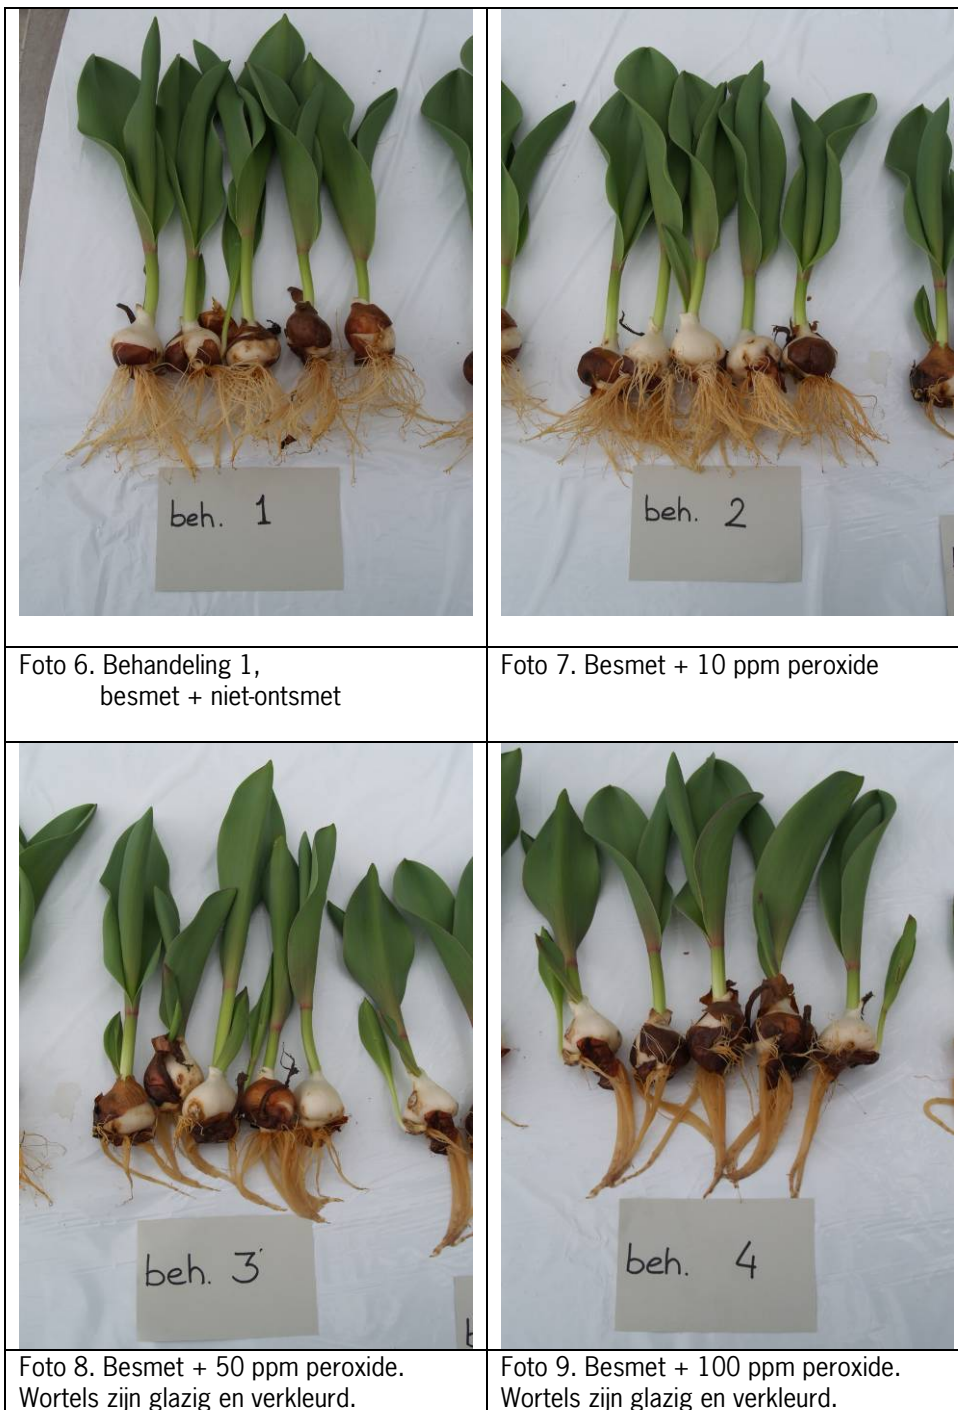 beh. 1
beh. 2
Foto 6. Behandeling 1,
besmet + niet-ontsmet
Foto 7. Besmet + 10 ppm peroxide
beh. 3
beh. 4
Foto 8. Besmet + 50 ppm peroxide.
Wortels zijn glazig en verkleurd.
Foto 9. Besmet + 100 ppm peroxide.
Wortels zijn glazig en verkleurd.